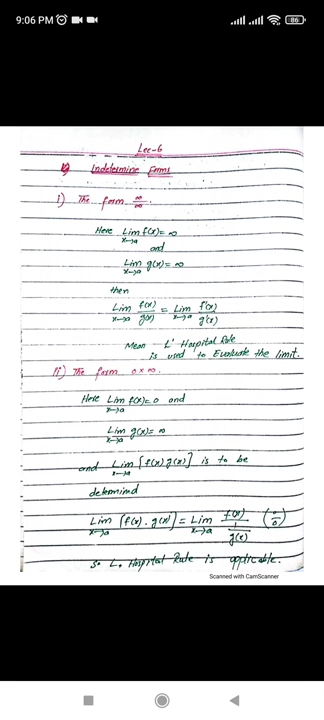 9:06 PM 86
Lec-6
Indetermine Forms
i) The form ∞/∞.
Here Lim x→a f(x) = ∞
and
Lim x→a g(x) = ∞
then
Lim x→a f(x)/g(x) = Lim x→a f'(x)/g'(x)
Mean L' Hospital Rule
is used to Evaluate the limit.
ii) The form 0×∞.
Here Lim x→a f(x)=0 and
Lim x→a g(x) = ∞
and Lim x→a [f(x) g(x)] is to be
determind
Lim x→a [f(x) . g(x)] = Lim x→a f(x)/(1/g(x)) (0/0)
So L. Hospital Rule is applicable.
Scanned with CamScanner